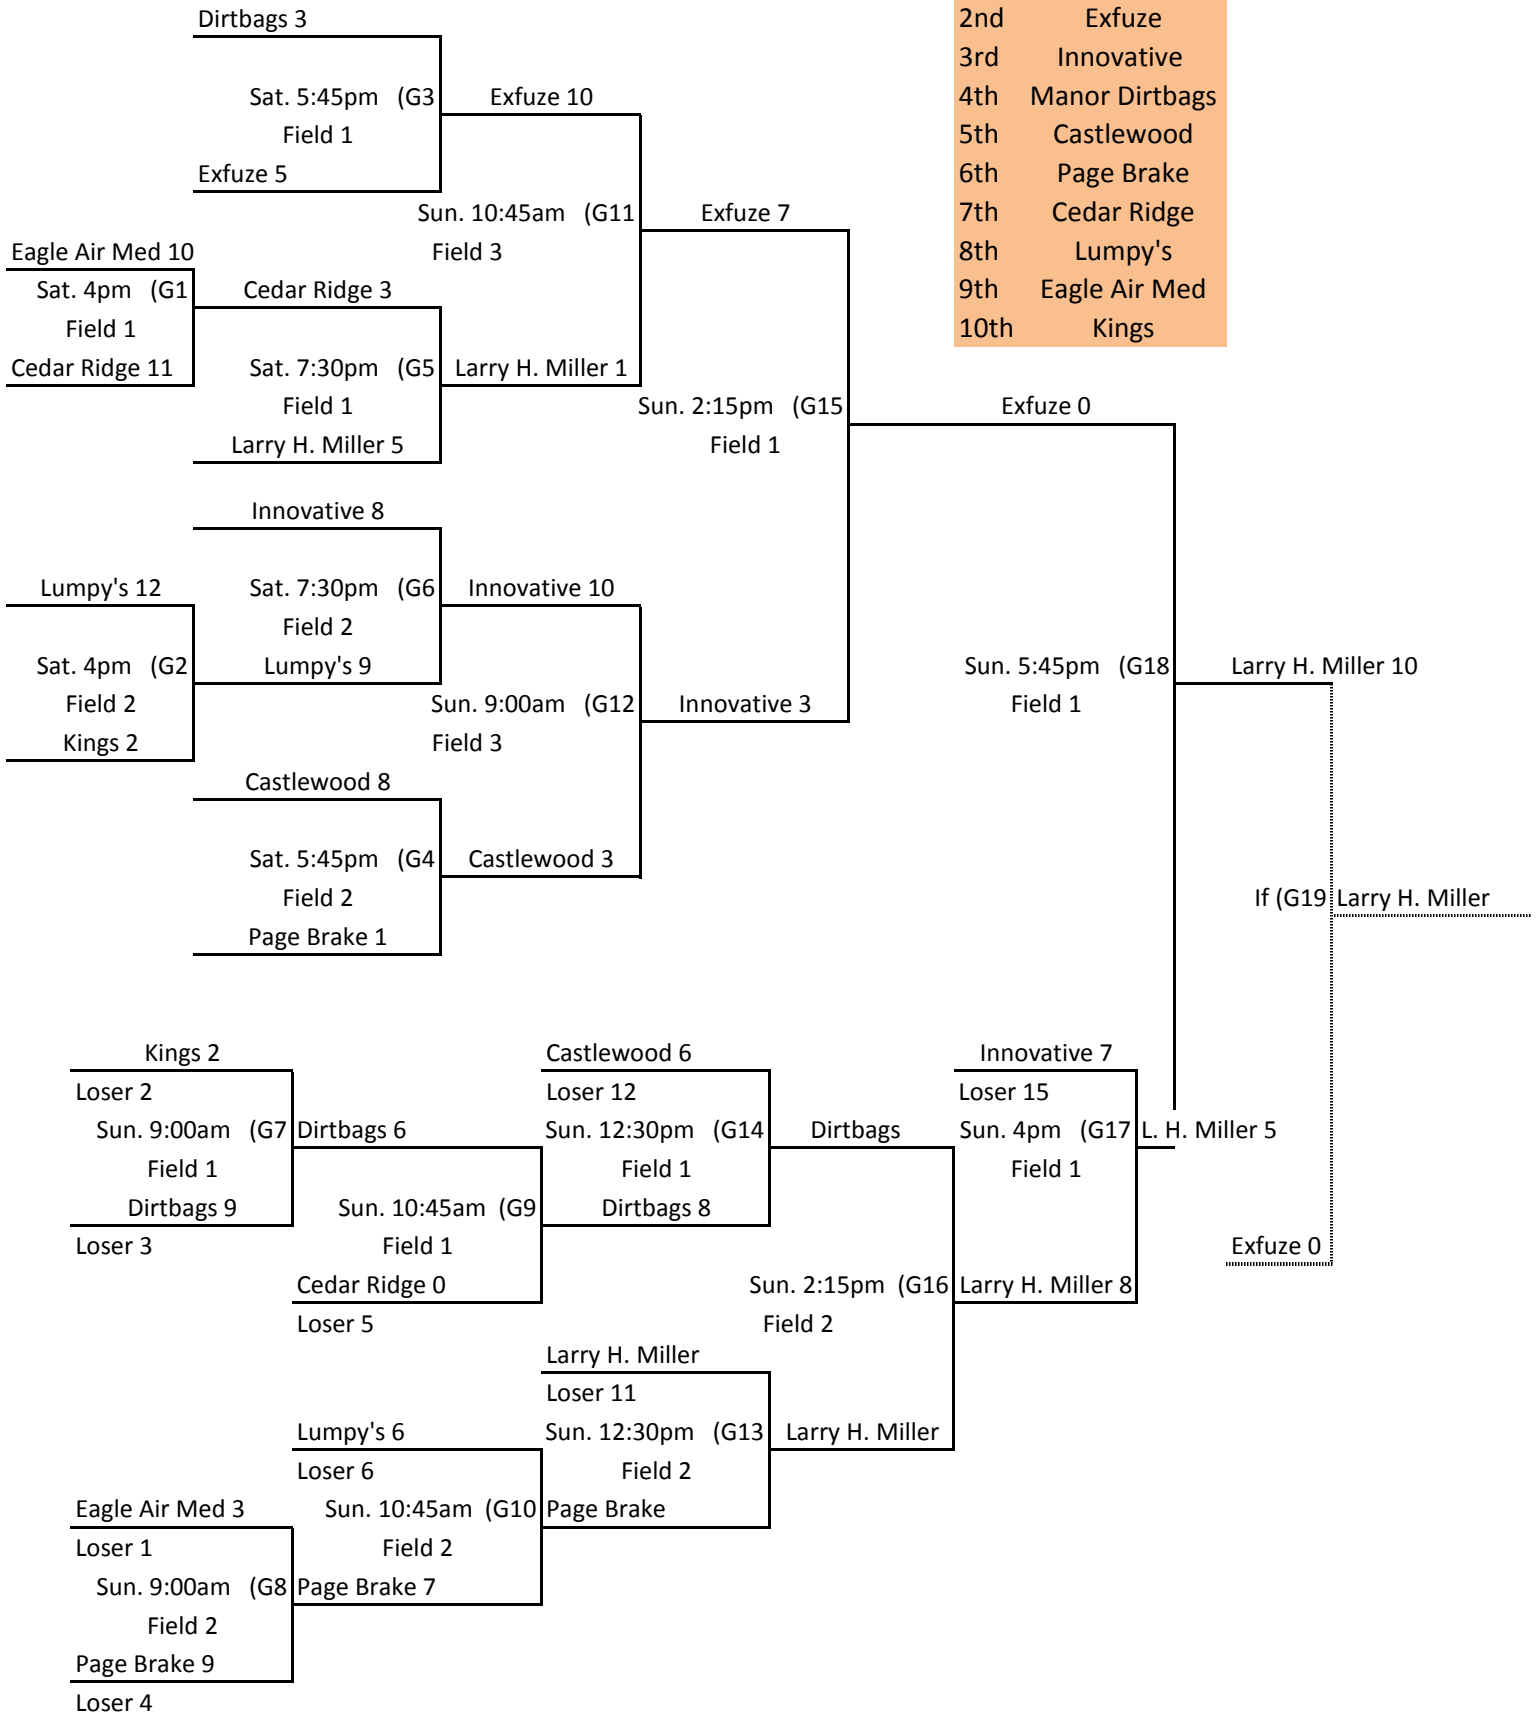 Dirtbags 3
2nd Exfuze
3rd Innovative
Sat. 5:45pm (G3 Exfuze 10
4th Manor Dirtbags
Field 1
5th Castlewood
Exfuze 5
6th Page Brake
Sun. 10:45am (G11 Exfuze 7
7th Cedar Ridge
Eagle Air Med 10
Field 3
8th Lumpy's
Sat. 4pm (G1 Cedar Ridge 3
9th Eagle Air Med
Field 1
10th Kings
Cedar Ridge 11
Sat. 7:30pm (G5 Larry H. Miller 1
Field 1
Sun. 2:15pm (G15 Exfuze 0
Larry H. Miller 5
Field 1
Innovative 8
Lumpy's 12
Sat. 7:30pm (G6 Innovative 10
Field 2
Sat. 4pm (G2 Lumpy's 9
Sun. 5:45pm (G18 Larry H. Miller 10
Field 2
Sun. 9:00am (G12 Innovative 3
Field 1
Kings 2
Field 3
Castlewood 8
Sat. 5:45pm (G4 Castlewood 3
Field 2
If (G19 Larry H. Miller
Page Brake 1
Kings 2
Castlewood 6
Innovative 7
Loser 2
Loser 12
Loser 15
Sun. 9:00am (G7 Dirtbags 6
Sun. 12:30pm (G14 Dirtbags
Sun. 4pm (G17 L. H. Miller 5
Field 1
Field 1
Field 1
Dirtbags 9
Sun. 10:45am (G9 Dirtbags 8
Loser 3
Field 1
Exfuze 0
Cedar Ridge 0
Sun. 2:15pm (G16 Larry H. Miller 8
Loser 5
Field 2
Larry H. Miller
Loser 11
Lumpy's 6
Sun. 12:30pm (G13 Larry H. Miller
Loser 6
Field 2
Eagle Air Med 3
Sun. 10:45am (G10 Page Brake
Loser 1
Field 2
Sun. 9:00am (G8 Page Brake 7
Field 2
Page Brake 9
Loser 4